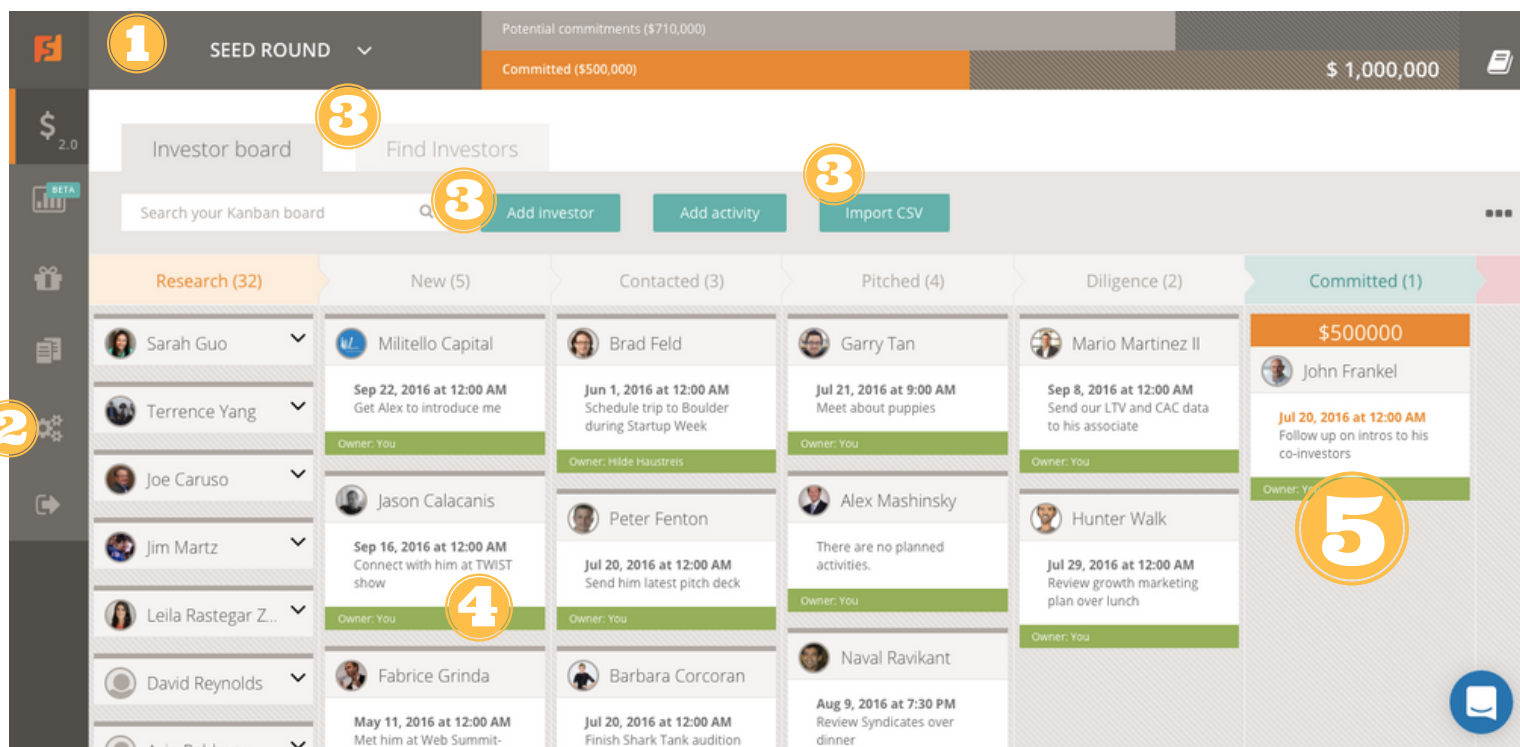 1
SEED ROUND
Potential commitments ($710,000)
Committed ($500,000)
$ 1,000,000
$ 2.0
BETA
2
3
Investor board
Find Investors
3
3
Search your Kanban board
Add investor
Add activity
Import CSV
Research (32)
New (5)
Contacted (3)
Pitched (4)
Diligence (2)
Committed (1)
Sarah Guo
Terrence Yang
Joe Caruso
Jim Martz
Leila Rastegar Z...
David Reynolds
Militello Capital
Sep 22, 2016 at 12:00 AM
Get Alex to introduce me
Owner: You
Jason Calacanis
Sep 16, 2016 at 12:00 AM
Connect with him at TWIST
show
Owner: You
4
Fabrice Grinda
May 11, 2016 at 12:00 AM
Met him at Web Summit-
Brad Feld
Jun 1, 2016 at 12:00 AM
Schedule trip to Boulder
during Startup Week
Owner: Hilde Haustreis
Peter Fenton
Jul 20, 2016 at 12:00 AM
Send him latest pitch deck
Owner: You
Barbara Corcoran
Jul 20, 2016 at 12:00 AM
Finish Shark Tank audition
Garry Tan
Jul 21, 2016 at 9:00 AM
Meet about puppies
Owner: You
Alex Mashinsky
There are no planned
activities.
Owner: You
Naval Ravikant
Aug 9, 2016 at 7:30 PM
Review Syndicates over
dinner
Mario Martinez II
Sep 8, 2016 at 12:00 AM
Send our LTV and CAC data
to his associate
Owner: You
Hunter Walk
Jul 29, 2016 at 12:00 AM
Review growth marketing
plan over lunch
Owner: You
$500000
John Frankel
Jul 20, 2016 at 12:00 AM
Follow up on intros to his
co-investors
Owner:
5